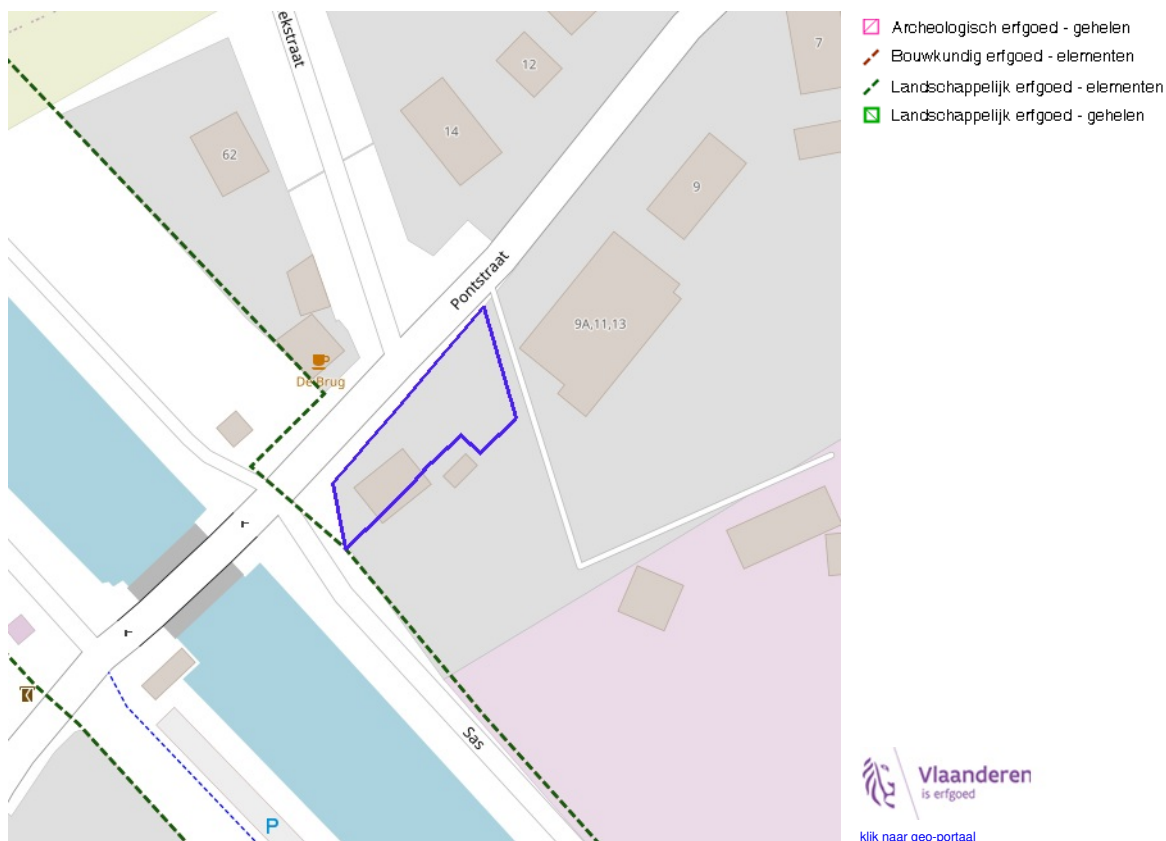 ekstraat
12
7
14
62
9
Pontstraat
9A,11,13
De Brug
Sas
P
Archeologisch erfgoed - gehelen
Bouwkundig erfgoed - elementen
Landschappelijk erfgoed - elementen
Landschappelijk erfgoed - gehelen
Vlaanderen
is erfgoed
klik naar geo-portaal